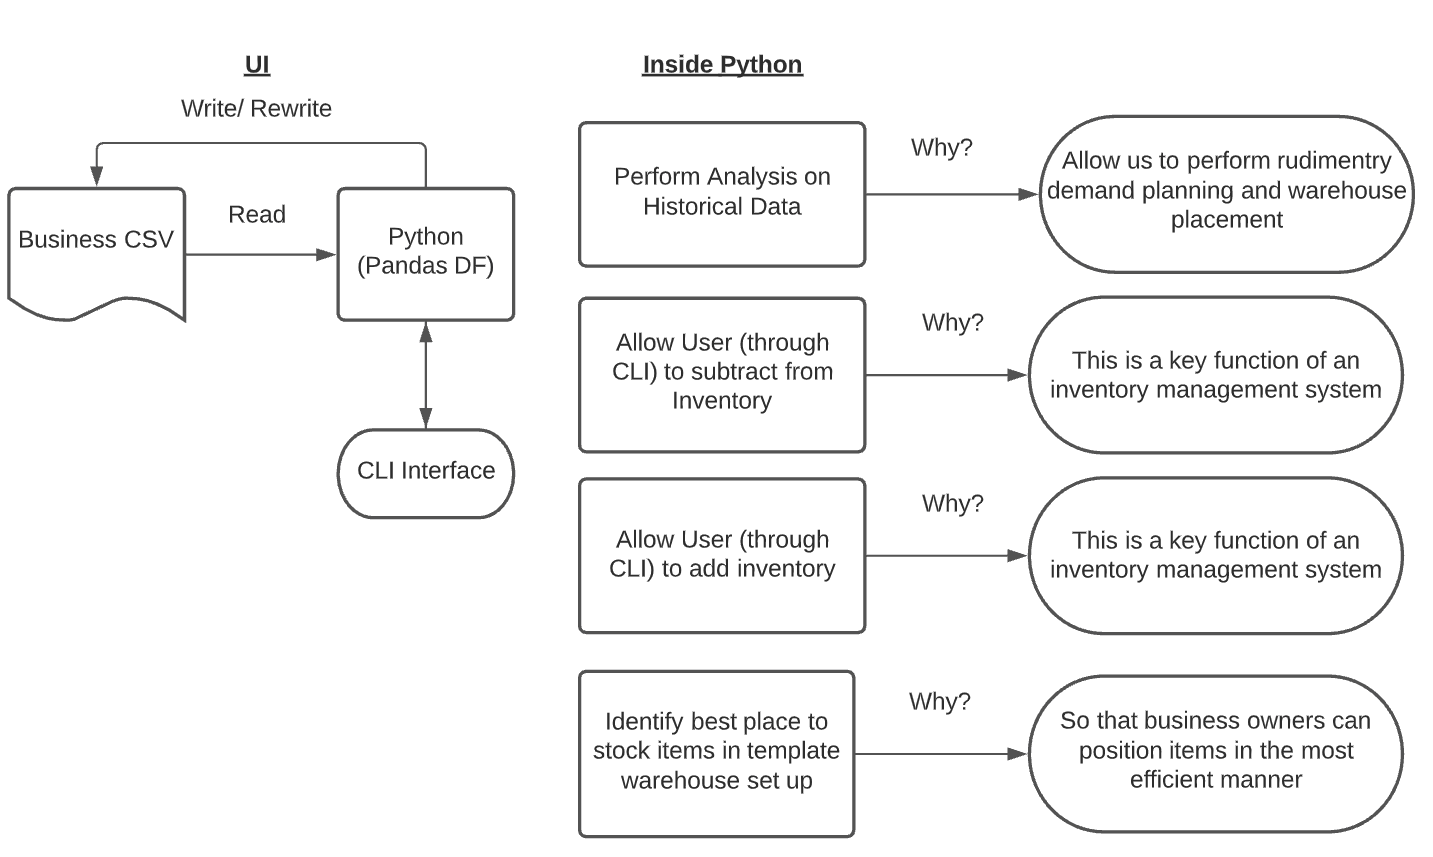 UI
Write/ Rewrite
Business CSV
Read
Python
(Pandas DF)
CLI Interface
Inside Python
Perform Analysis on
Historical Data
Why?
Allow us to perform rudimentry
demand planning and warehouse
placement
Allow User (through
CLI) to subtract from
Inventory
Why?
This is a key function of an
inventory management system
Allow User (through
CLI) to add inventory
Why?
This is a key function of an
inventory management system
Identify best place to
stock items in template
warehouse set up
Why?
So that business owners can
position items in the most
efficient manner